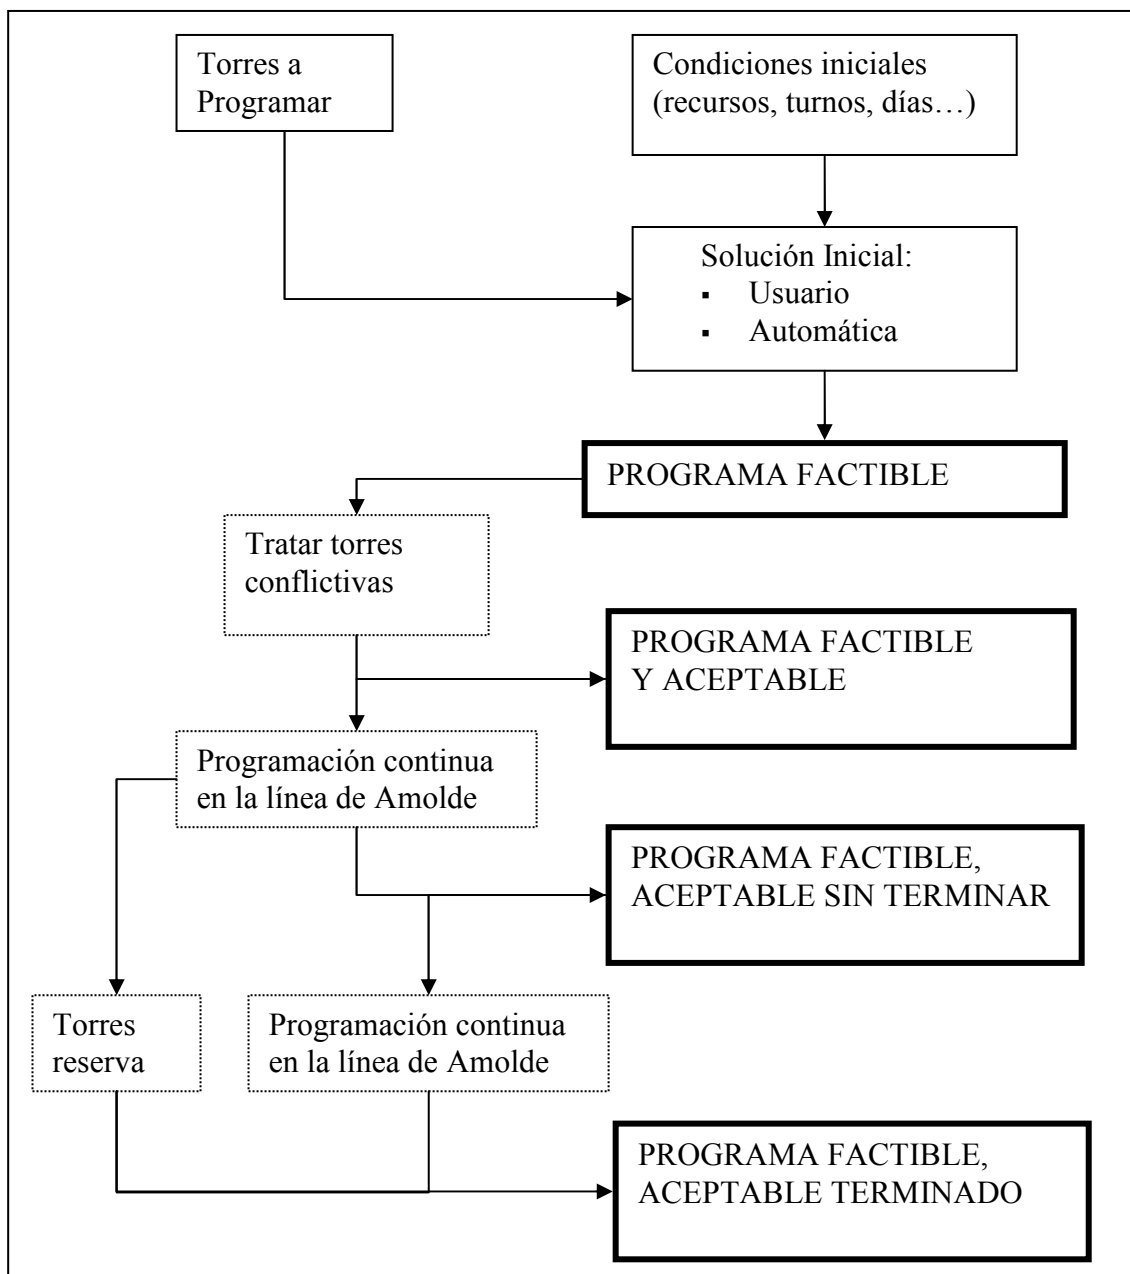 Torres a
Programar
Condiciones iniciales
(recursos, turnos, días…)
Solución Inicial:
▪ Usuario
▪ Automática
PROGRAMA FACTIBLE
Tratar torres
conflictivas
PROGRAMA FACTIBLE
Y ACEPTABLE
Programación continua
en la línea de Amolde
PROGRAMA FACTIBLE,
ACEPTABLE SIN TERMINAR
Torres
reserva
Programación continua
en la línea de Amolde
PROGRAMA FACTIBLE,
ACEPTABLE TERMINADO